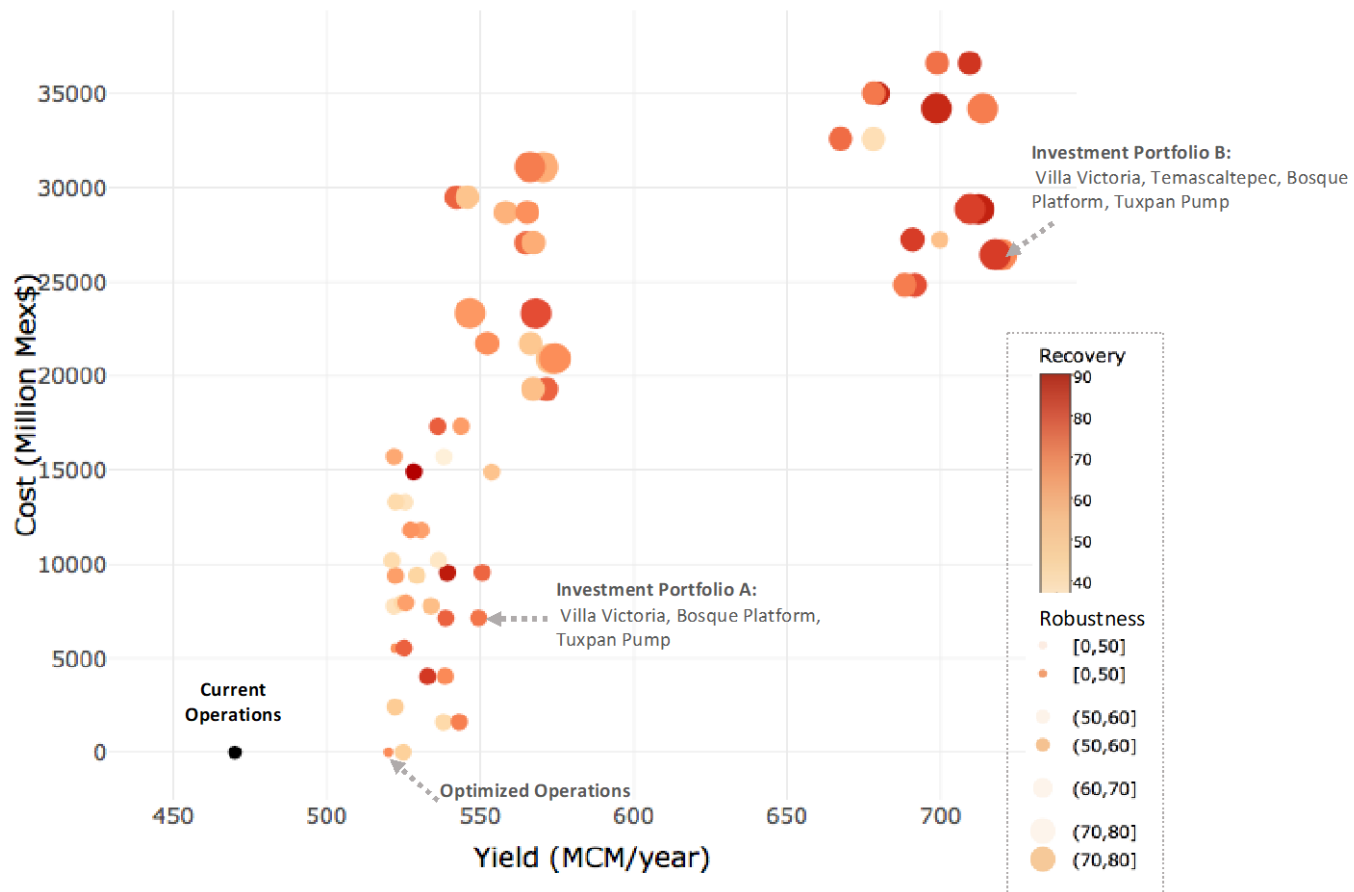 35000
30000
25000
20000
15000
10000
5000
0
Cost (Million Mex$)
450
500
550
600
650
700
Yield (MCM/year)
Investment Portfolio B:
Villa Victoria, Temascaltepec, Bosque
Platform, Tuxpan Pump
Investment Portfolio A:
Villa Victoria, Bosque Platform,
Tuxpan Pump
Current
Operations
Optimized Operations
Recovery
90
80
70
60
50
40
Robustness
[0,50]
[0,50]
(50,60]
(50,60]
(60,70]
(70,80]
(70,80]